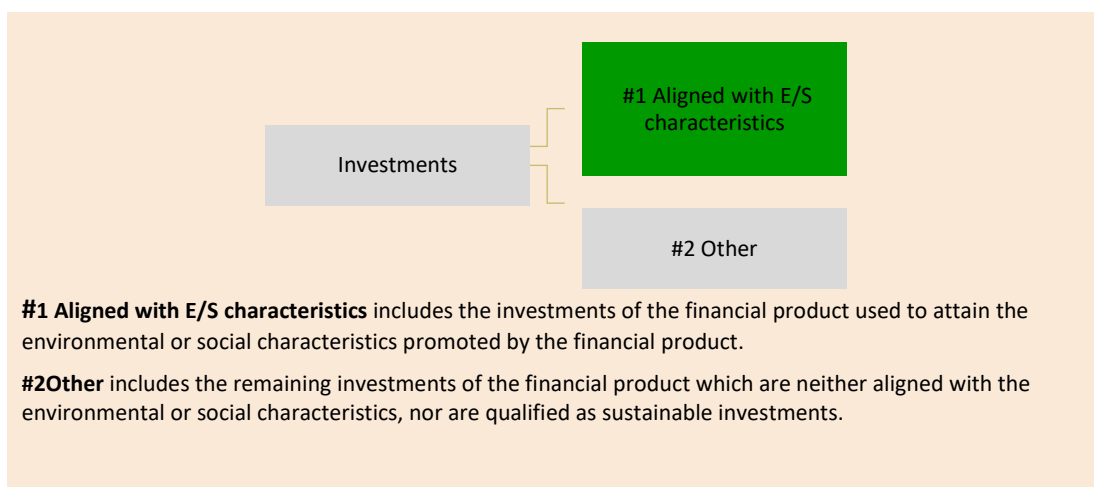 #1 Aligned with E/S
characteristics
Investments
#2 Other
#1 Aligned with E/S characteristics includes the investments of the financial product used to attain the
environmental or social characteristics promoted by the financial product.
#2Other includes the remaining investments of the financial product which are neither aligned with the
environmental or social characteristics, nor are qualified as sustainable investments.